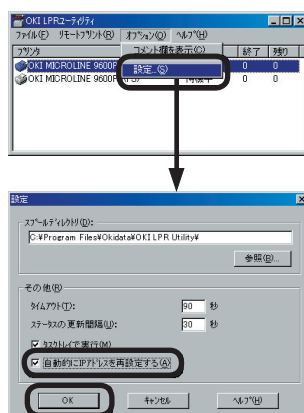 OKI LPRユーティリティ
ファイル(F) リモートプリント(R) オプション(O) ヘルプ(H)
プリンタ コメント欄を表示(C) 終了 残り
OKI MICROLINE 9600P 設定...(S) 0 0
OKI MICROLINE 9600P 0 0
設定
スプールディレクトリ(D):
C:¥Program Files¥Okidata¥OKI LPR Utility¥
参照(B)...
その他(R)
タイムアウト(T): 90 秒
ステータスの更新間隔(U): 30 秒
タスクトレイで実行(M)
自動的にIPアドレスを再設定する(A)
OK キャンセル ヘルプ(H)